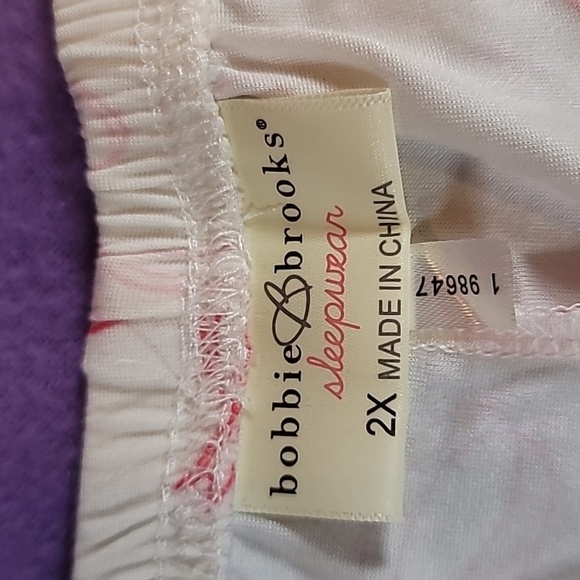 bobbie B brooks®
sleepwear
2X MADE IN CHINA
1 98647